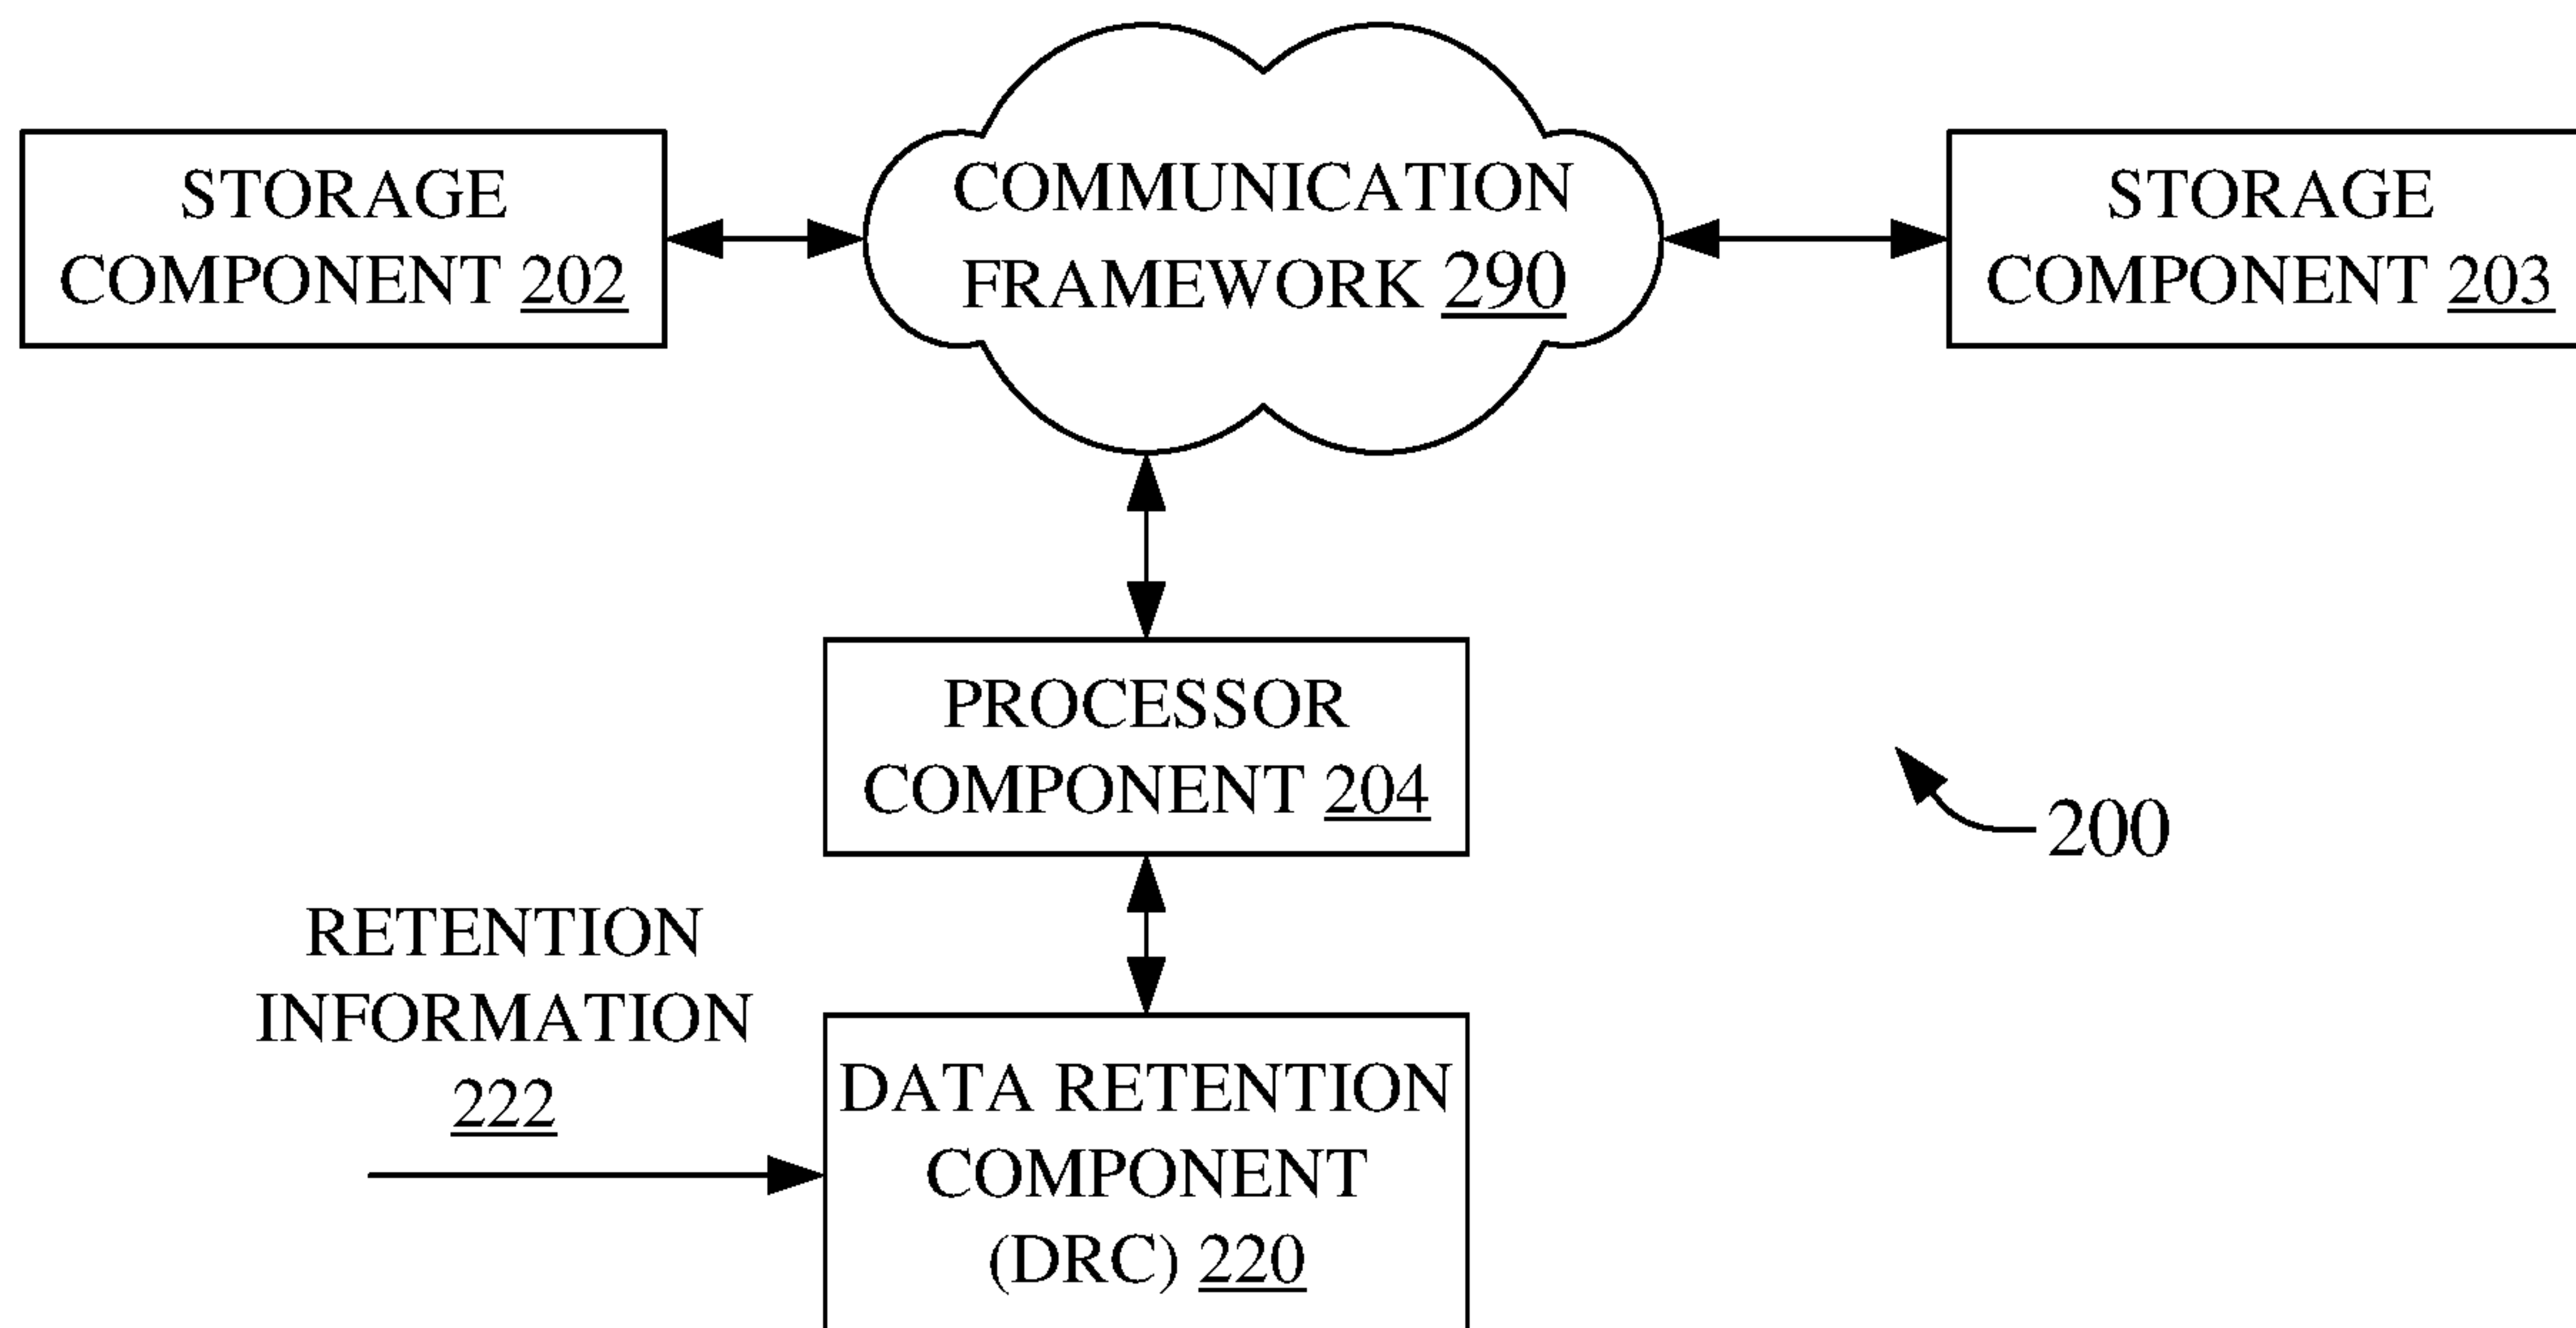 STORAGE
COMPONENT 202
COMMUNICATION
FRAMEWORK 290
STORAGE
COMPONENT 203
PROCESSOR
COMPONENT 204
200
RETENTION
INFORMATION
222
DATA RETENTION
COMPONENT
(DRC) 220